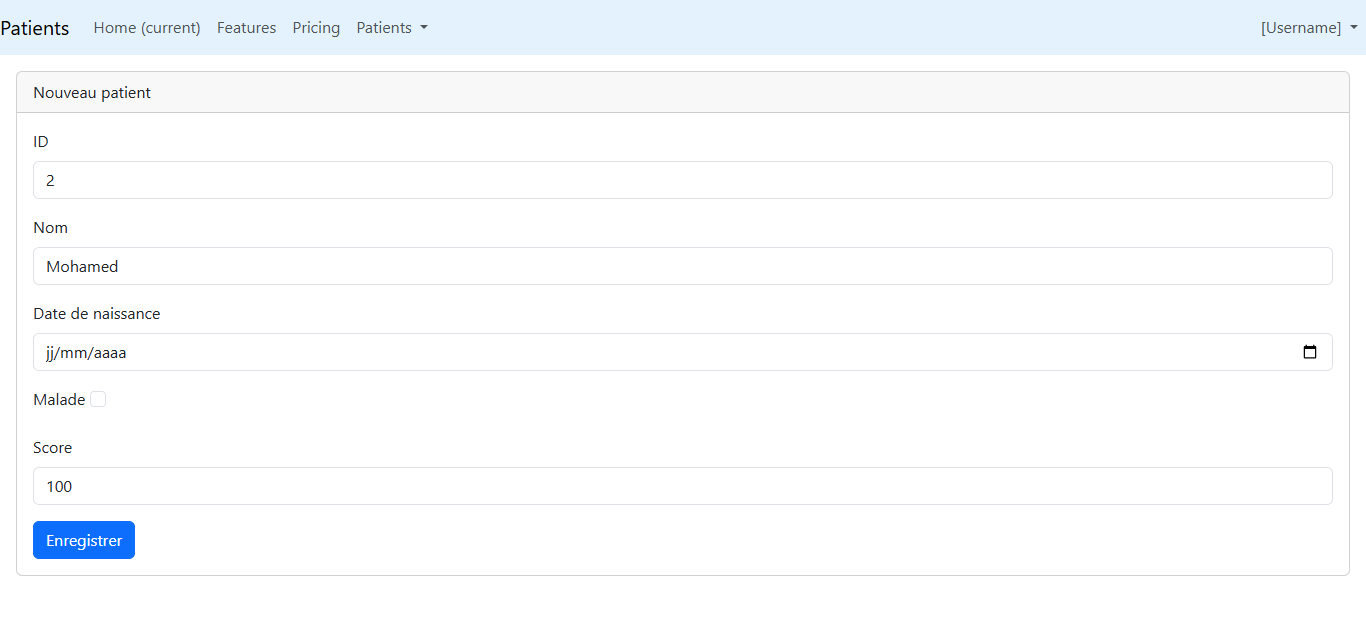 Patients Home (current) Features Pricing Patients [Username]
Nouveau patient
ID
2
Nom
Mohamed
Date de naissance
jj/mm/aaaa
Malade
Score
100
Enregistrer